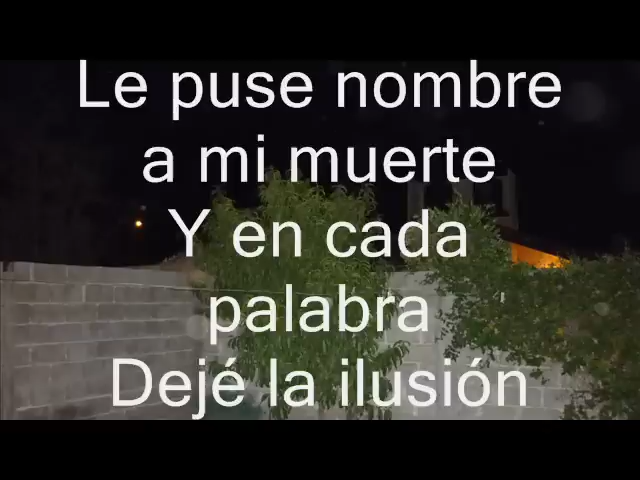 Le puse nombre
a mi muerte
Y en cada
palabra
Dejé la ilusión